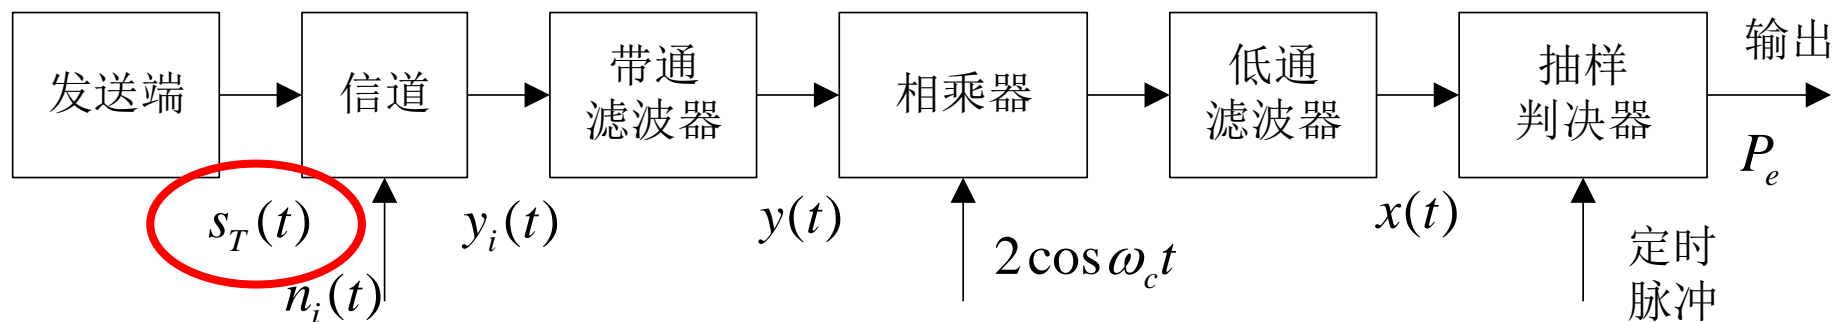 发送端
信道
带通
滤波器
相乘器
低通
滤波器
抽样
判决器
输出
s_T(t)
n_i(t)
y_i(t)
y(t)
2cos ω_c t
x(t)
P_e
定时
脉冲